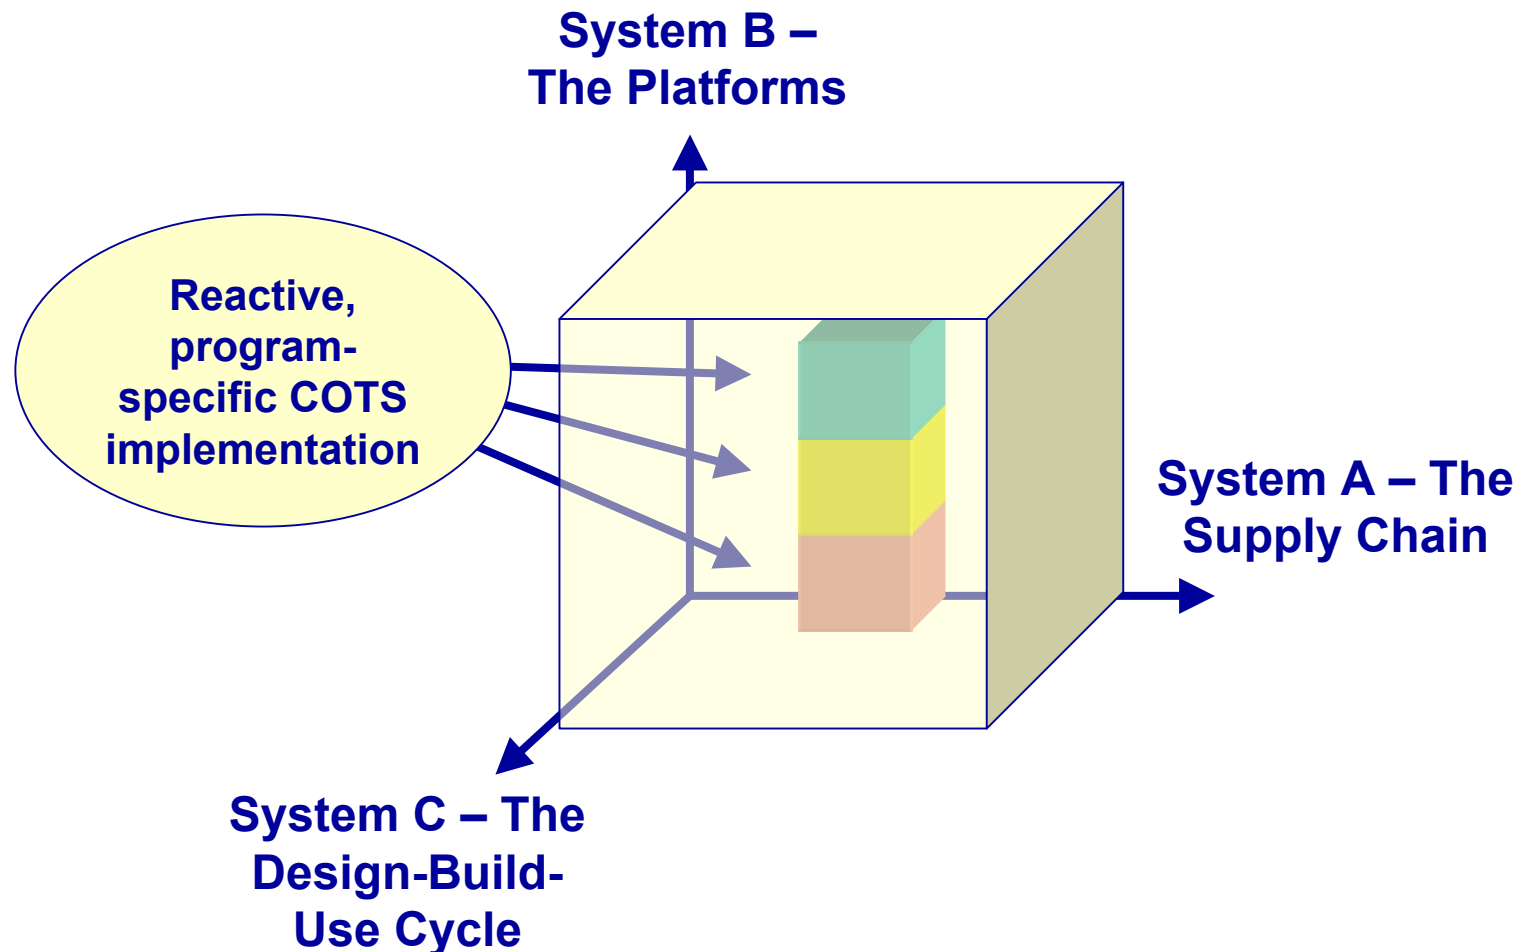 System B –
The Platforms
Reactive,
program-
specific COTS
implementation
System A – The
Supply Chain
System C – The
Design-Build-
Use Cycle